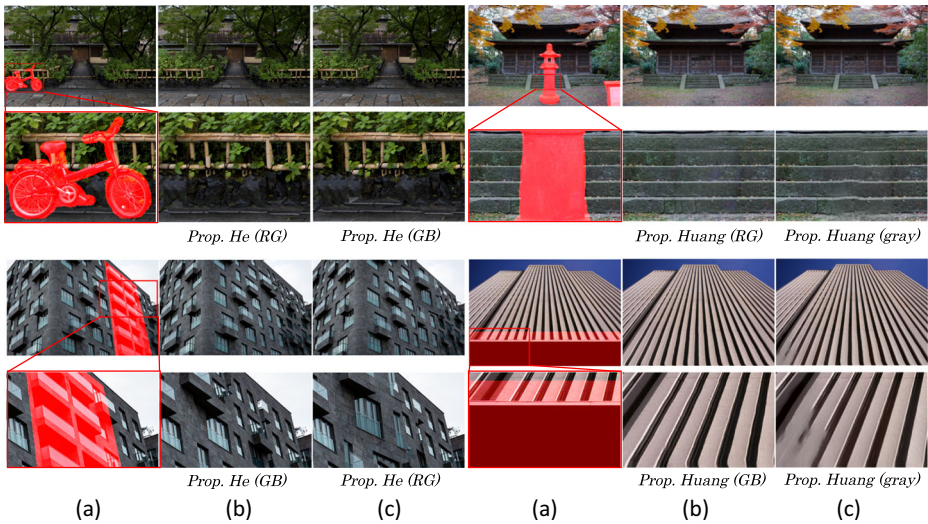 Prop. He (RG) Prop. He (GB) Prop. Huang (RG) Prop. Huang (gray)
Prop. He (GB) Prop. He (RG) Prop. Huang (GB) Prop. Huang (gray)
(a) (b) (c) (a) (b) (c)